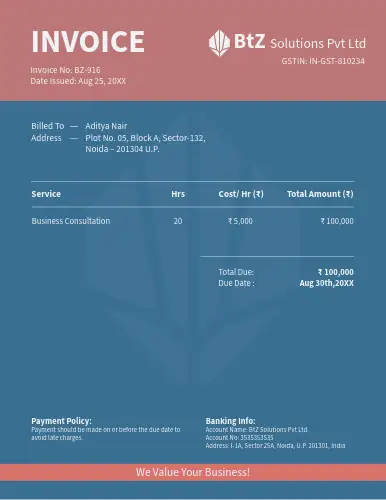 INVOICE
BtZ Solutions Pvt Ltd
GSTIN: IN-GST-810234
Invoice No: BZ-916
Date Issued: Aug 25, 20XX
Billed To — Aditya Nair
Address — Plot No. 05, Block A, Sector-132,
Noida – 201304 U.P.
Service Hrs Cost/ Hr (₹) Total Amount (₹)
Business Consultation 20 ₹ 5,000 ₹ 100,000
Total Due: ₹ 100,000
Due Date : Aug 30th,20XX
Payment Policy:
Payment should be made on or before the due date to
avoid late charges.
Banking Info:
Account Name: BtZ Solutions Pvt Ltd.
Account No: 3535353535
Address: I-1A, Sector 25A, Noida, U.P. 201301, India
We Value Your Business!